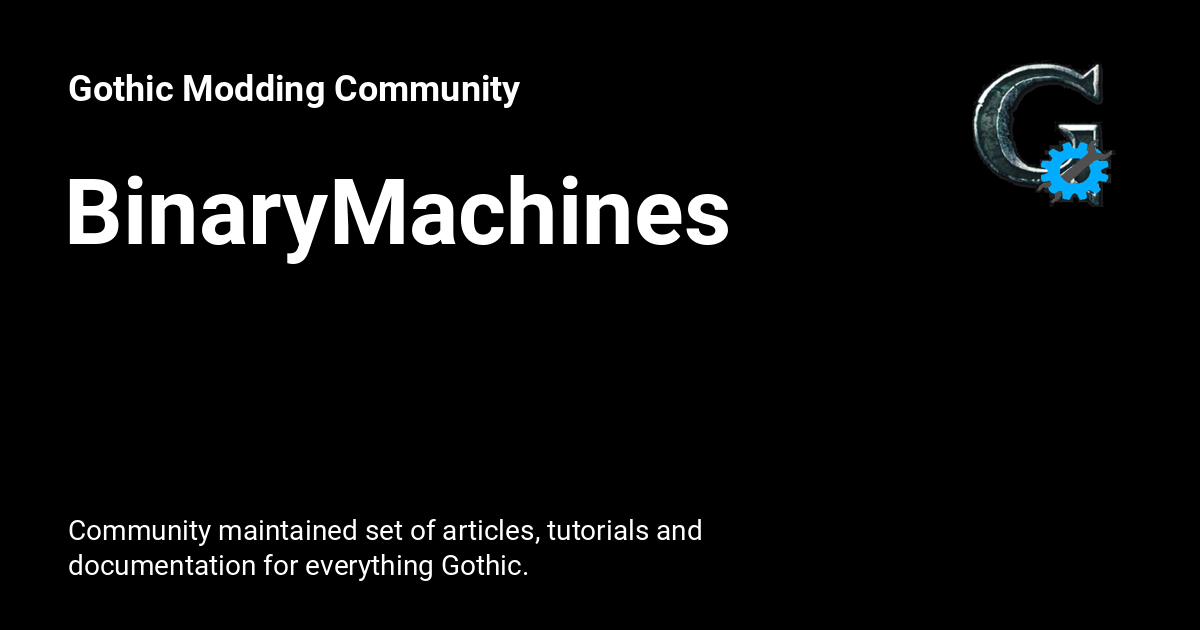 Gothic Modding Community
BinaryMachines
G
Community maintained set of articles, tutorials and
documentation for everything Gothic.